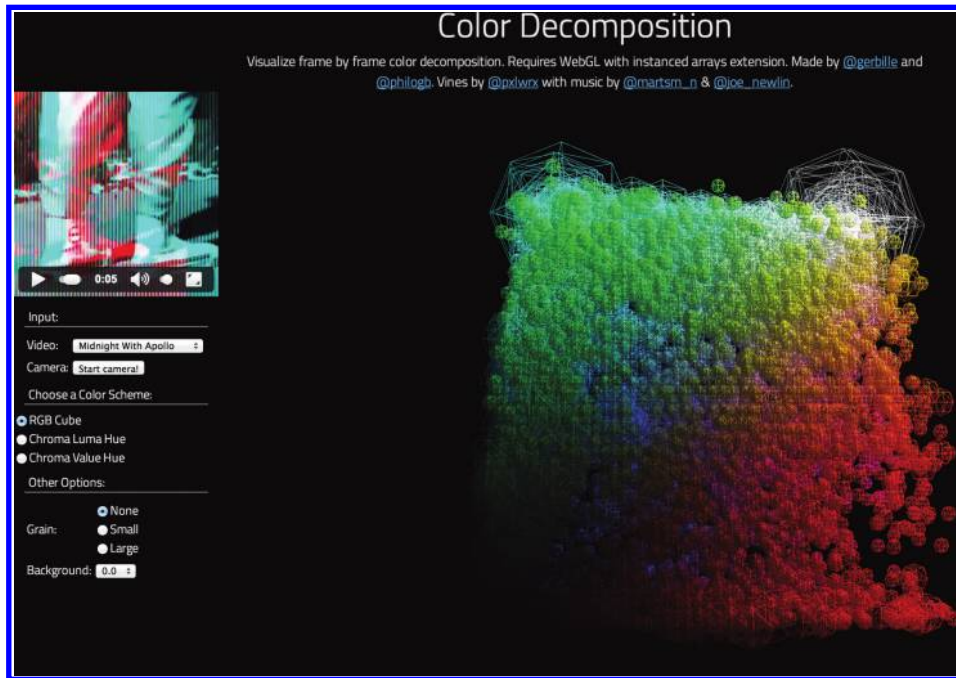 Color Decomposition
Visualize frame by frame color decomposition. Requires WebGL with instanced arrays extension. Made by @gerbille and
@philogb. Vines by @pxlwrx with music by @martsm_n & @joe_newlin.
0:05
Input:
Video: Midnight With Apollo
Camera: Start camera!
Choose a Color Scheme:
RGB Cube
Chroma Luma Hue
Chroma Value Hue
Other Options:
None
Grain: Small
Large
Background: 0.0